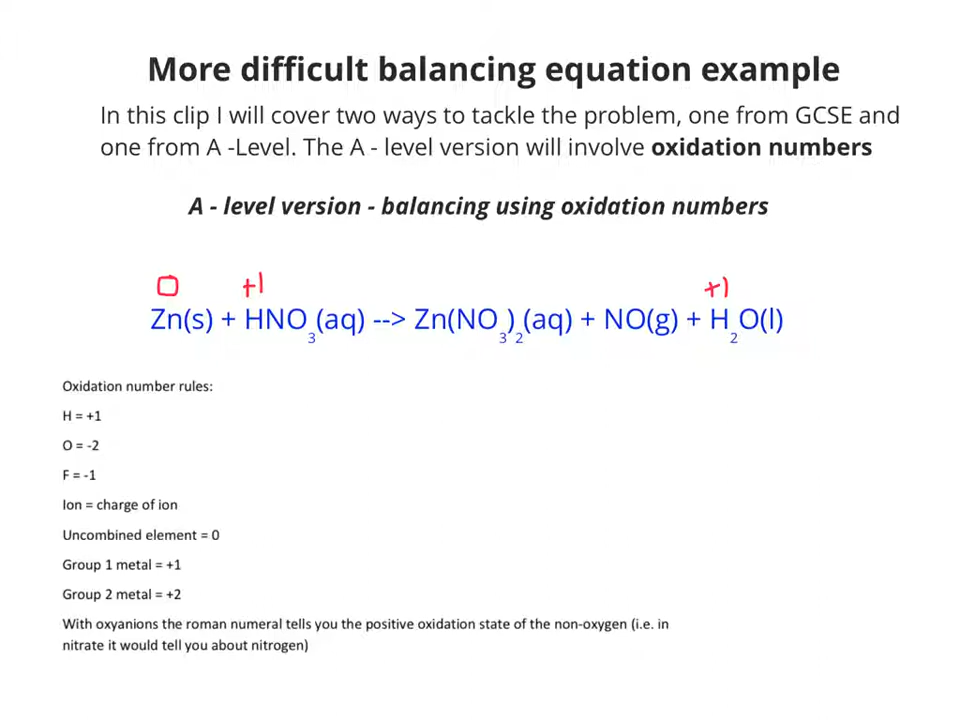 More difficult balancing equation example
In this clip I will cover two ways to tackle the problem, one from GCSE and
one from A -Level. The A - level version will involve oxidation numbers
A - level version - balancing using oxidation numbers
0 +1 +1
Zn(s) + HNO3(aq) --> Zn(NO3)2(aq) + NO(g) + H2O(l)
Oxidation number rules:
H = +1
O = -2
F = -1
Ion = charge of ion
Uncombined element = 0
Group 1 metal = +1
Group 2 metal = +2
With oxyanions the roman numeral tells you the positive oxidation state of the non-oxygen (i.e. in
nitrate it would tell you about nitrogen)